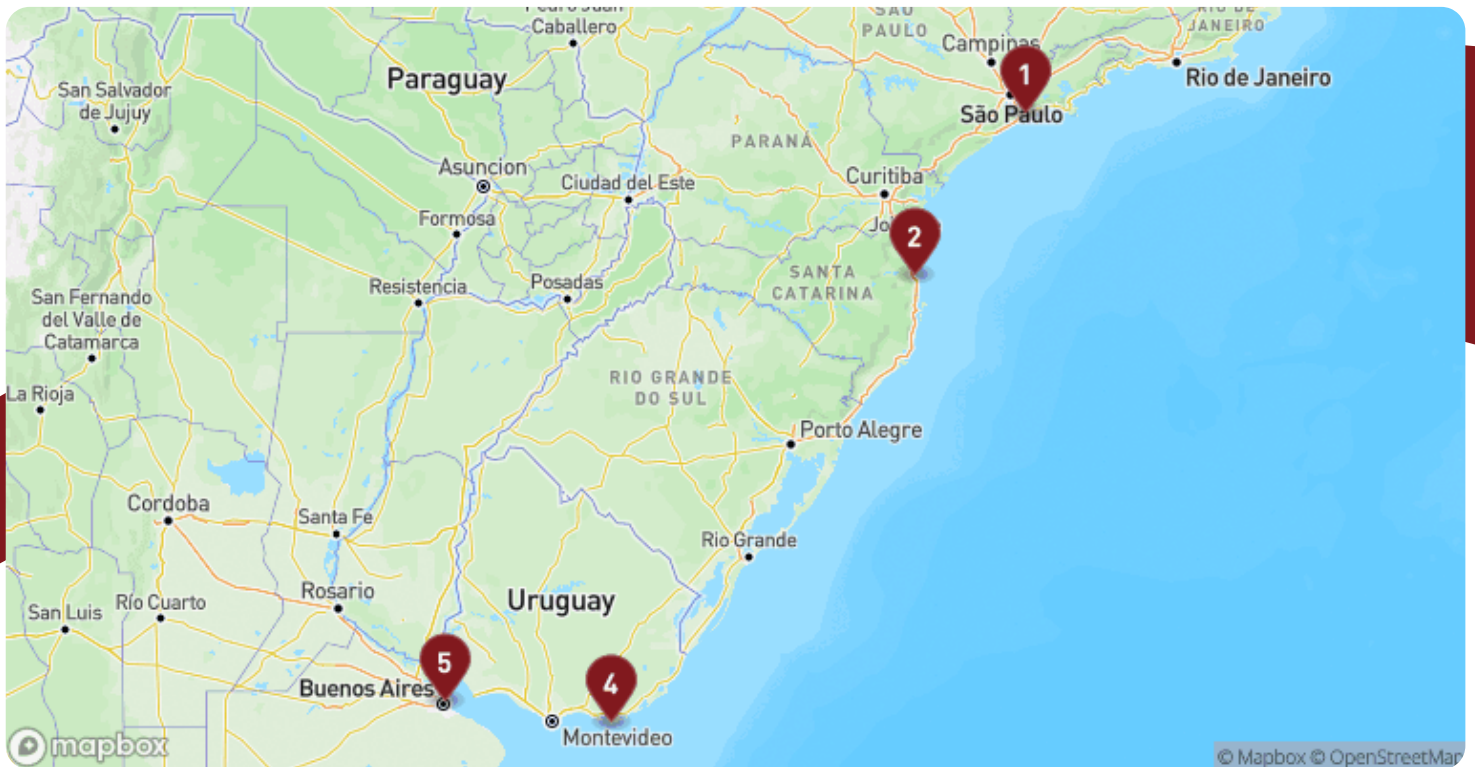 Pedro Juan
Caballero
SÃO
PAULO
RIO DE
JANEIRO
Campinas
1
Rio de Janeiro
São Paulo
Paraguay
San Salvador
de Jujuy
PARANÁ
Asuncion
Ciudad del Este
Curitiba
Formosa
2
SANTA
CATARINA
Resistencia
Posadas
San Fernando
del Valle de
Catamarca
La Rioja
RIO GRANDE
DO SUL
Porto Alegre
Cordoba
Santa Fe
Rio Grande
Rosario
Uruguay
San Luis
Río Cuarto
5
4
Buenos Aires
Montevideo
mapbox
© Mapbox © OpenStreetMap